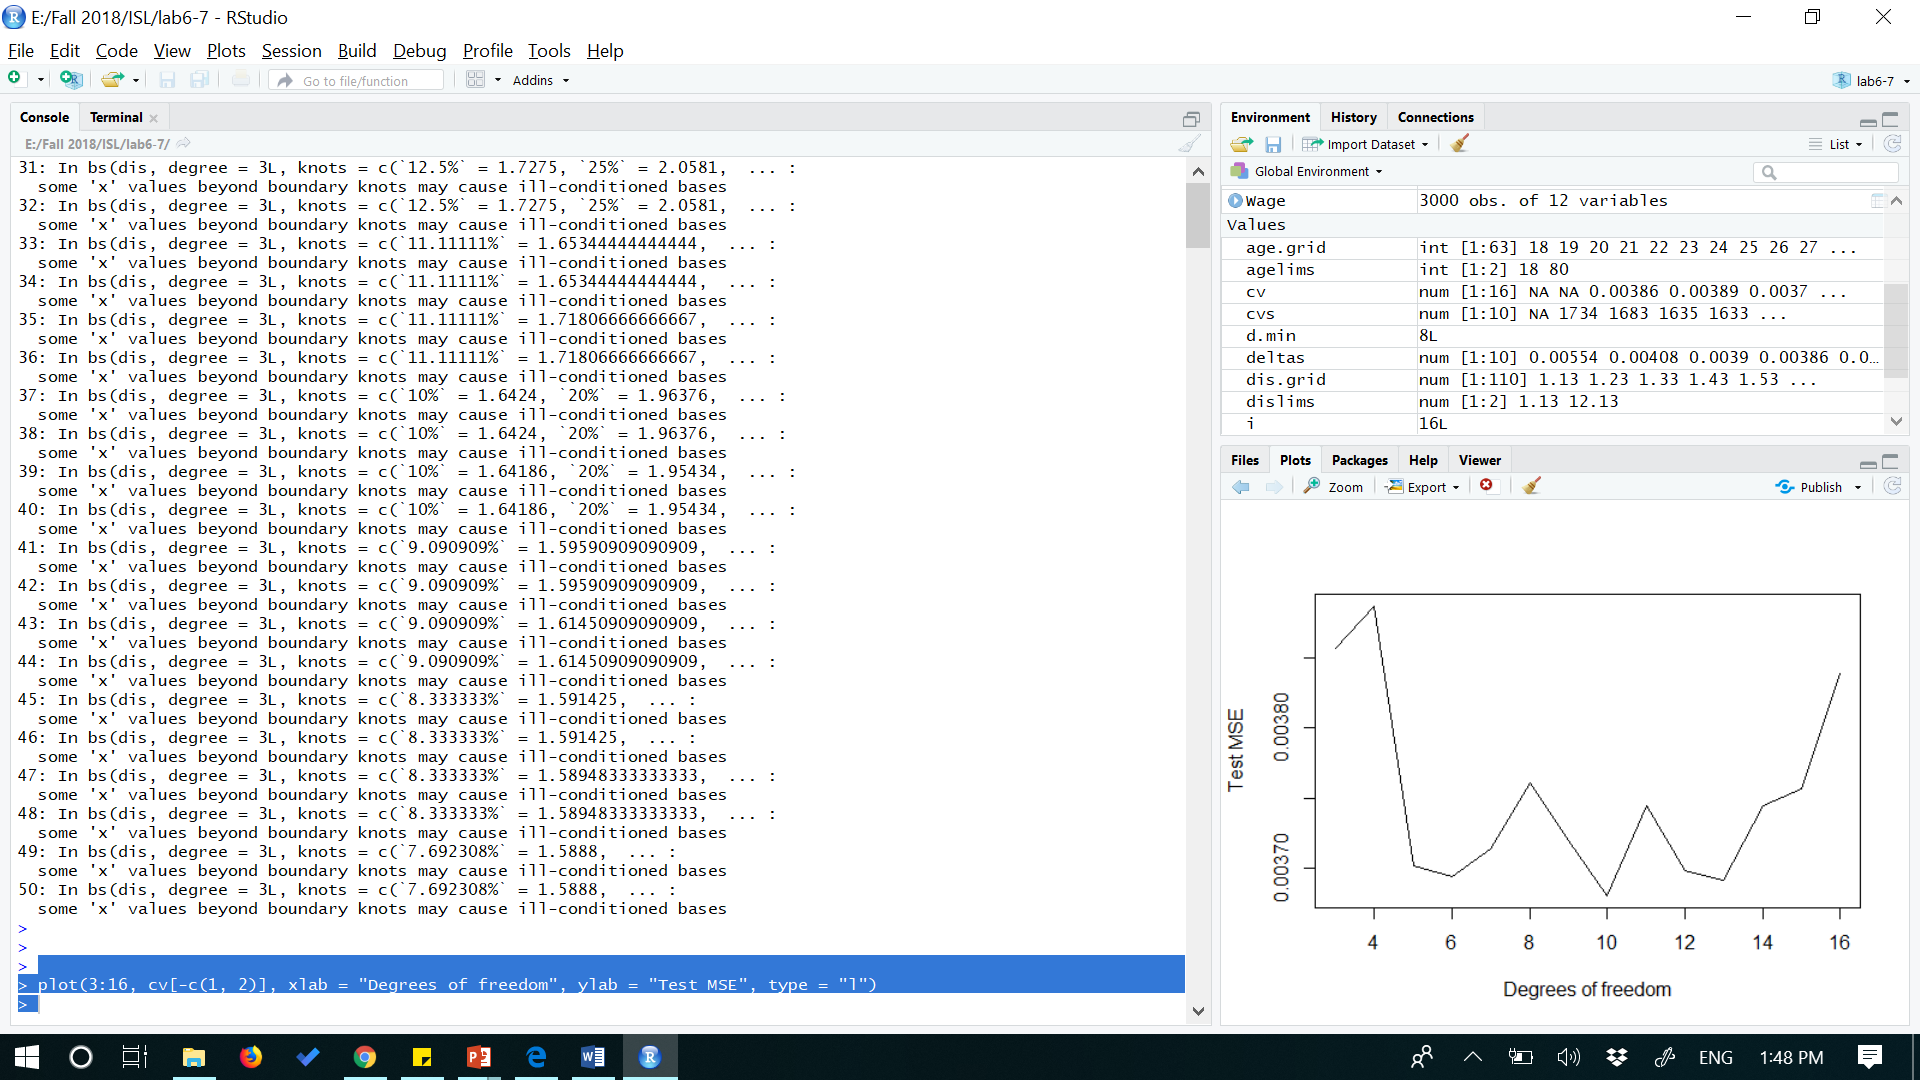 E:/Fall 2018/ISL/lab6-7 - RStudio
File Edit Code View Plots Session Build Debug Profile Tools Help
Go to file/function Addins lab6-7
Console Terminal
E:/Fall 2018/ISL/lab6-7/
31: In bs(dis, degree = 3L, knots = c(`12.5%` = 1.7275, `25%` = 2.0581,  ... :
  some 'x' values beyond boundary knots may cause ill-conditioned bases
32: In bs(dis, degree = 3L, knots = c(`12.5%` = 1.7275, `25%` = 2.0581,  ... :
  some 'x' values beyond boundary knots may cause ill-conditioned bases
33: In bs(dis, degree = 3L, knots = c(`11.11111%` = 1.65344444444444,  ... :
  some 'x' values beyond boundary knots may cause ill-conditioned bases
34: In bs(dis, degree = 3L, knots = c(`11.11111%` = 1.65344444444444,  ... :
  some 'x' values beyond boundary knots may cause ill-conditioned bases
35: In bs(dis, degree = 3L, knots = c(`11.11111%` = 1.71806666666667,  ... :
  some 'x' values beyond boundary knots may cause ill-conditioned bases
36: In bs(dis, degree = 3L, knots = c(`11.11111%` = 1.71806666666667,  ... :
  some 'x' values beyond boundary knots may cause ill-conditioned bases
37: In bs(dis, degree = 3L, knots = c(`10%` = 1.6424, `20%` = 1.96376,  ... :
  some 'x' values beyond boundary knots may cause ill-conditioned bases
38: In bs(dis, degree = 3L, knots = c(`10%` = 1.6424, `20%` = 1.96376,  ... :
  some 'x' values beyond boundary knots may cause ill-conditioned bases
39: In bs(dis, degree = 3L, knots = c(`10%` = 1.64186, `20%` = 1.95434,  ... :
  some 'x' values beyond boundary knots may cause ill-conditioned bases
40: In bs(dis, degree = 3L, knots = c(`10%` = 1.64186, `20%` = 1.95434,  ... :
  some 'x' values beyond boundary knots may cause ill-conditioned bases
41: In bs(dis, degree = 3L, knots = c(`9.090909%` = 1.59590909090909,  ... :
  some 'x' values beyond boundary knots may cause ill-conditioned bases
42: In bs(dis, degree = 3L, knots = c(`9.090909%` = 1.59590909090909,  ... :
  some 'x' values beyond boundary knots may cause ill-conditioned bases
43: In bs(dis, degree = 3L, knots = c(`9.090909%` = 1.61450909090909,  ... :
  some 'x' values beyond boundary knots may cause ill-conditioned bases
44: In bs(dis, degree = 3L, knots = c(`9.090909%` = 1.61450909090909,  ... :
  some 'x' values beyond boundary knots may cause ill-conditioned bases
45: In bs(dis, degree = 3L, knots = c(`8.333333%` = 1.591425,  ... :
  some 'x' values beyond boundary knots may cause ill-conditioned bases
46: In bs(dis, degree = 3L, knots = c(`8.333333%` = 1.591425,  ... :
  some 'x' values beyond boundary knots may cause ill-conditioned bases
47: In bs(dis, degree = 3L, knots = c(`8.333333%` = 1.58948333333333,  ... :
  some 'x' values beyond boundary knots may cause ill-conditioned bases
48: In bs(dis, degree = 3L, knots = c(`8.333333%` = 1.58948333333333,  ... :
  some 'x' values beyond boundary knots may cause ill-conditioned bases
49: In bs(dis, degree = 3L, knots = c(`7.692308%` = 1.5888,  ... :
  some 'x' values beyond boundary knots may cause ill-conditioned bases
50: In bs(dis, degree = 3L, knots = c(`7.692308%` = 1.5888,  ... :
  some 'x' values beyond boundary knots may cause ill-conditioned bases
>
>
>
> plot(3:16, cv[-c(1, 2)], xlab = "Degrees of freedom", ylab = "Test MSE", type = "l")
>
Environment History Connections
Import Dataset List
Global Environment
Wage 3000 obs. of 12 variables
Values
age.grid int [1:63] 18 19 20 21 22 23 24 25 26 27 ...
agelims int [1:2] 18 80
cv num [1:16] NA NA 0.00386 0.00389 0.0037 ...
cvs num [1:10] NA 1734 1683 1635 1633 ...
d.min 8L
deltas num [1:10] 0.00554 0.00408 0.0039 0.00386 0.0...
dis.grid num [1:110] 1.13 1.23 1.33 1.43 1.53 ...
dislims num [1:2] 1.13 12.13
i 16L
Files Plots Packages Help Viewer
Zoom Export Publish
Test MSE
0.00380
0.00370
4 6 8 10 12 14 16
Degrees of freedom
ENG 1:48 PM